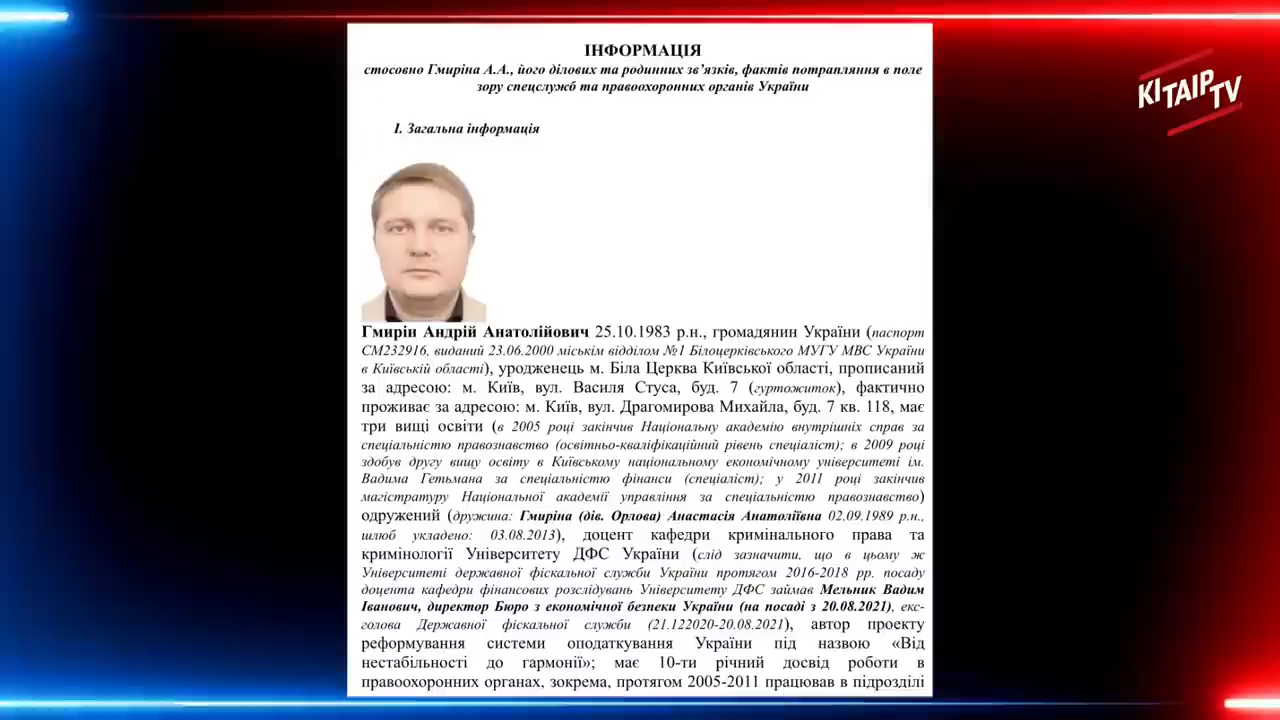 ІНФОРМАЦІЯ
стосовно Гмиріна А.А., його ділових та родинних зв’язків, фактів потрапляння в поле
зору спецслужб та правоохоронних органів України
КІТАІР TV
I. Загальна інформація
Гмирін Андрій Анатолійович 25.10.1983 р.н., громадянин України (паспорт
СМ232916, виданий 23.06.2000 міським відділом №1 Білоцерківського МУГУ МВС України
в Київській області), уродженець м. Біла Церква Київської області, прописаний
за адресою: м. Київ, вул. Василя Стуса, буд. 7 (гуртожиток), фактично
проживає за адресою: м. Київ, вул. Драгомирова Михайла, буд. 7 кв. 118, має
три вищі освіти (в 2005 році закінчив Національну академію внутрішніх справ за
спеціальністю правознавство (освітньо-кваліфікаційний рівень спеціаліст); в 2009 році
здобув другу вищу освіту в Київському національному економічному університеті ім.
Вадима Гетьмана за спеціальністю фінанси (спеціаліст); у 2011 році закінчив
магістратуру Національної академії управління за спеціальністю правознавство)
одружений (дружина: Гмиріна (дів. Орлова) Анастасія Анатоліївна 02.09.1989 р.н.,
шлюб укладено: 03.08.2013), доцент кафедри кримінального права та
кримінології Університету ДФС України (слід зазначити, що в цьому ж
Університеті державної фіскальної служби України протягом 2016-2018 рр. посаду
доцента кафедри фінансових розслідувань Університету ДФС займав Мельник Вадим
Іванович, директор Бюро з економічної безпеки України (на посаді з 20.08.2021), екс-
голова Державної фіскальної служби (21.122020-20.08.2021), автор проекту
реформування системи оподаткування України під назвою «Від
нестабільності до гармонії»; має 10-ти річний досвід роботи в
правоохоронних органах, зокрема, протягом 2005-2011 працював в підрозділі